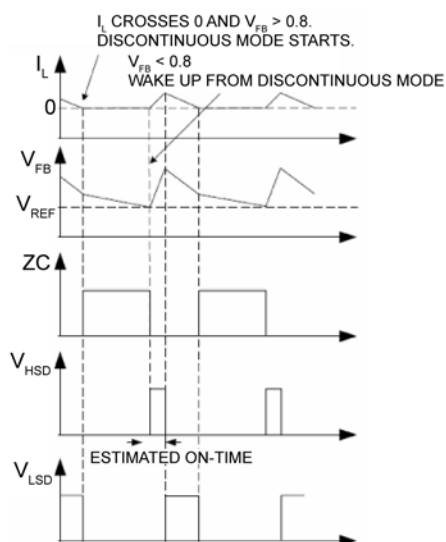 I_L CROSSES 0 AND V_FB > 0.8.
DISCONTINUOUS MODE STARTS.
V_FB < 0.8
WAKE UP FROM DISCONTINUOUS MODE
I_L
0
V_FB
V_REF
ZC
V_HSD
ESTIMATED ON-TIME
V_LSD